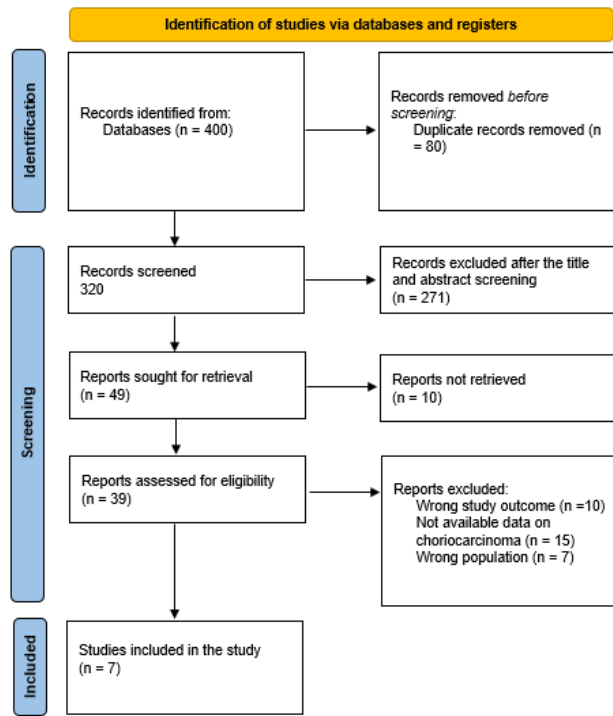 Identification of studies via databases and registers
Identification
Records identified from:
Databases (n = 400)
Records removed before
screening:
Duplicate records removed (n
= 80)
Screening
Records screened
320
Records excluded after the title
and abstract screening
(n = 271)
Reports sought for retrieval
(n = 49)
Reports not retrieved
(n = 10)
Reports assessed for eligibility
(n = 39)
Reports excluded:
Wrong study outcome (n =10)
Not available data on
choriocarcinoma (n = 15)
Wrong population (n = 7)
Included
Studies included in the study
(n = 7)